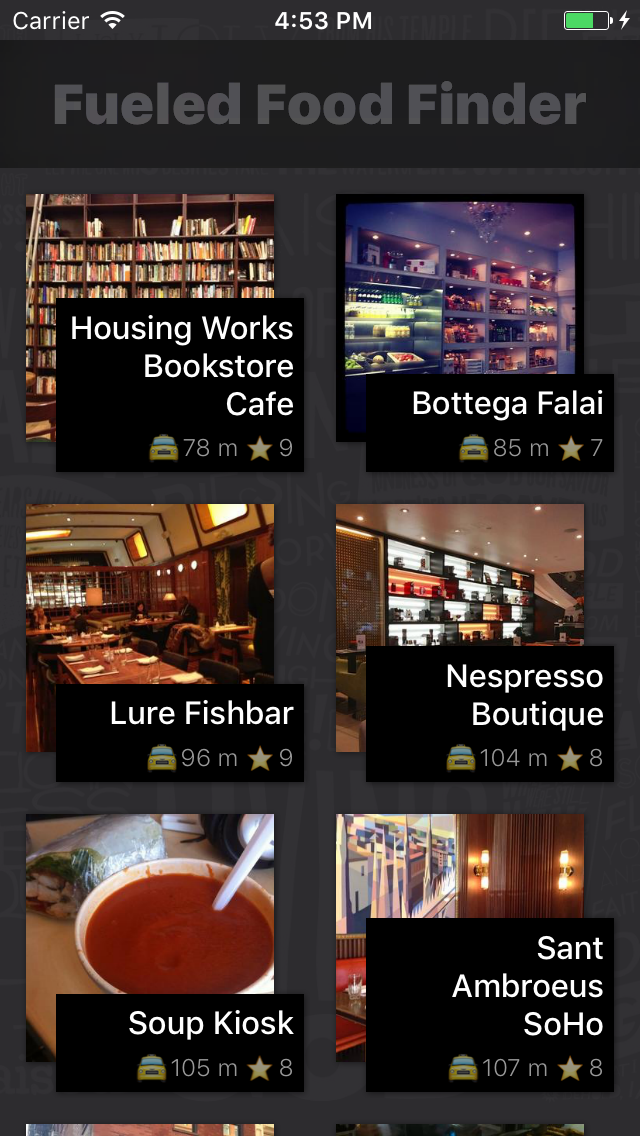 Carrier 4:53 PM
Fueled Food Finder
Housing Works
Bookstore
Cafe
78 m 9
Bottega Falai
85 m 7
Lure Fishbar
96 m 9
Nespresso
Boutique
104 m 8
Soup Kiosk
105 m 8
Sant
Ambroeus
SoHo
107 m 8